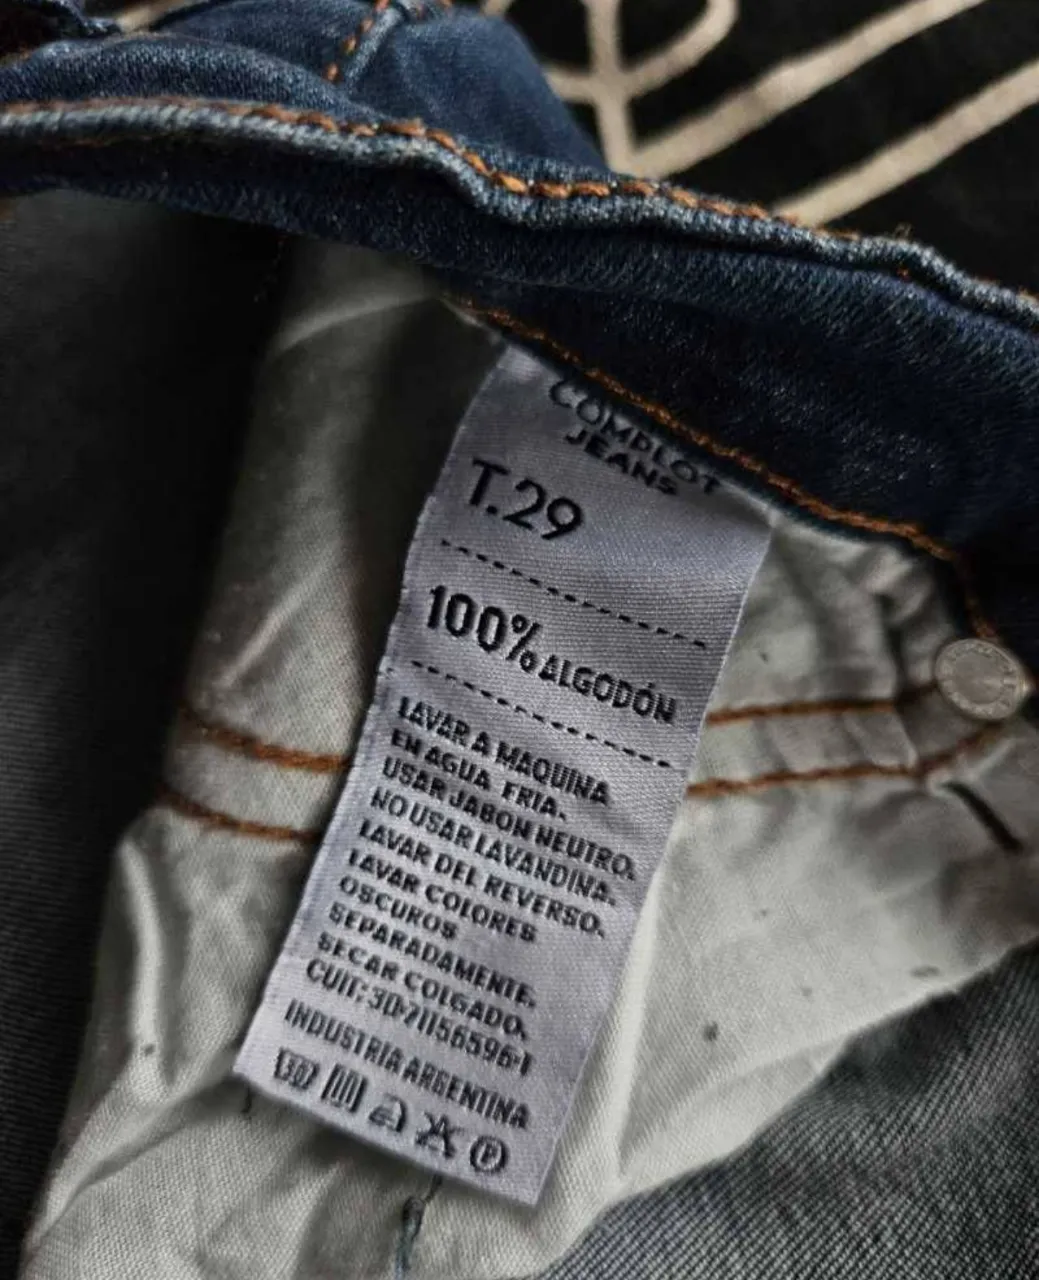 COMPLOT
JEANS
T.29
100% ALGODÓN
LAVAR A MAQUINA
EN AGUA FRIA.
USAR JABON NEUTRO.
NO USAR LAVANDINA.
LAVAR DEL REVERSO.
LAVAR COLORES
OSCUROS
SEPARADAMENTE.
SECAR COLGADO.
CUIT: 30-71156596-1
INDUSTRIA ARGENTINA
30° P